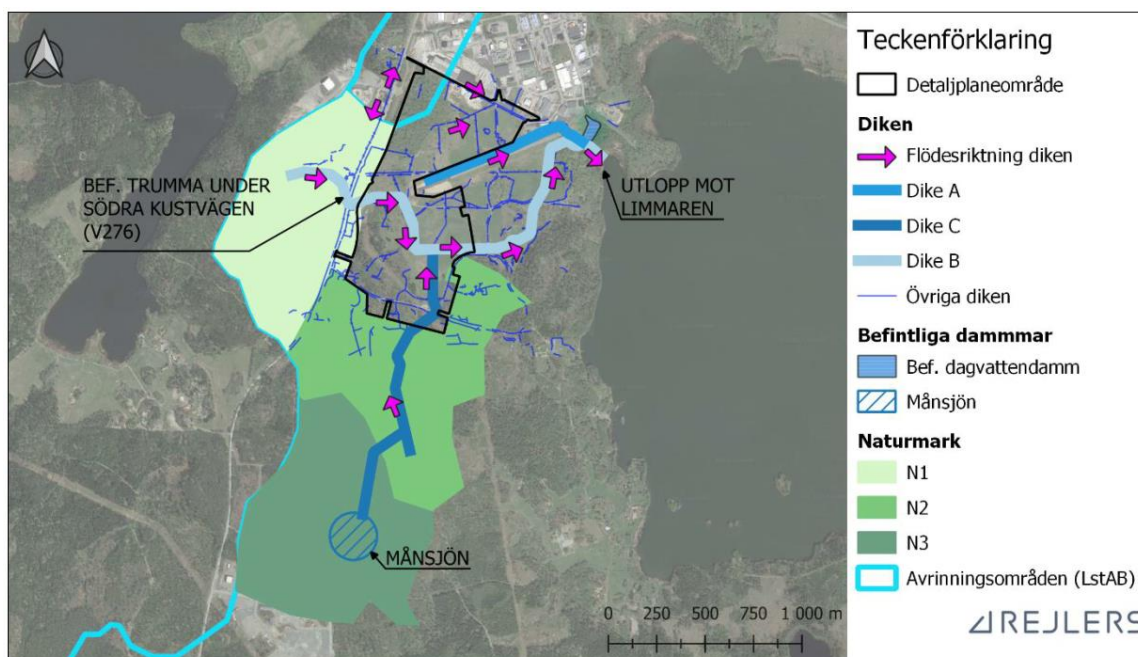 BEF. TRUMMA UNDER
SÖDRA KUSTVÄGEN
(V276)
UTLOPP MOT
LIMMAREN
MÅNSJÖN
0 250 500 750 1 000 m
Teckenförklaring
Detaljplaneområde
Diken
Flödesriktning diken
Dike A
Dike C
Dike B
Övriga diken
Befintliga dammmar
Bef. dagvattendamm
Månsjön
Naturmark
N1
N2
N3
Avrinningsområden (LstAB)
REJLERS